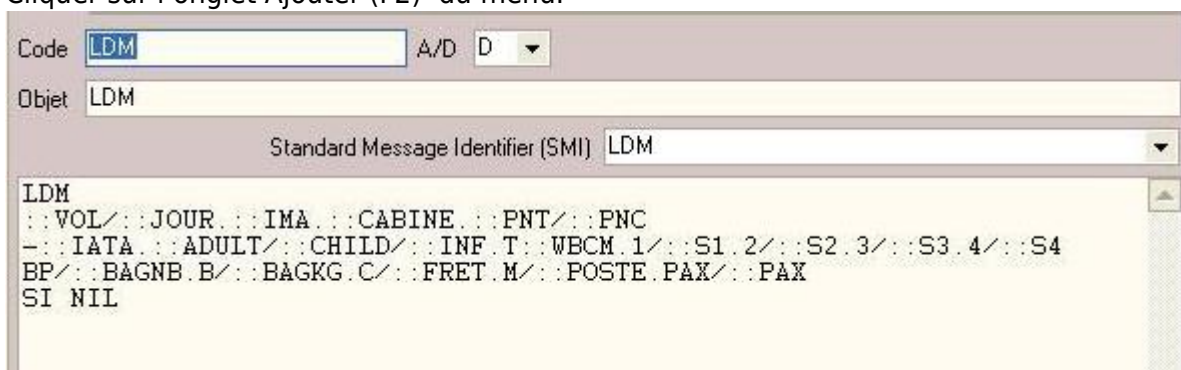 Cliquer sur l'onglet Ajouter (F2) du menu.
Code LDM A/D D
Objet LDM
Standard Message Identifier (SMI) LDM
LDM
::VOL/::JOUR.::IMA.::CABINE.::PNT/::PNC
-::IATA.::ADULT/::CHILD/::INF.T::WBCM.1/::S1.2/::S2.3/::S3.4/::S4
BP/::BAGNB.B/::BAGKG.C/::FRET.M/::POSTE.PAX/::PAX
SI NIL